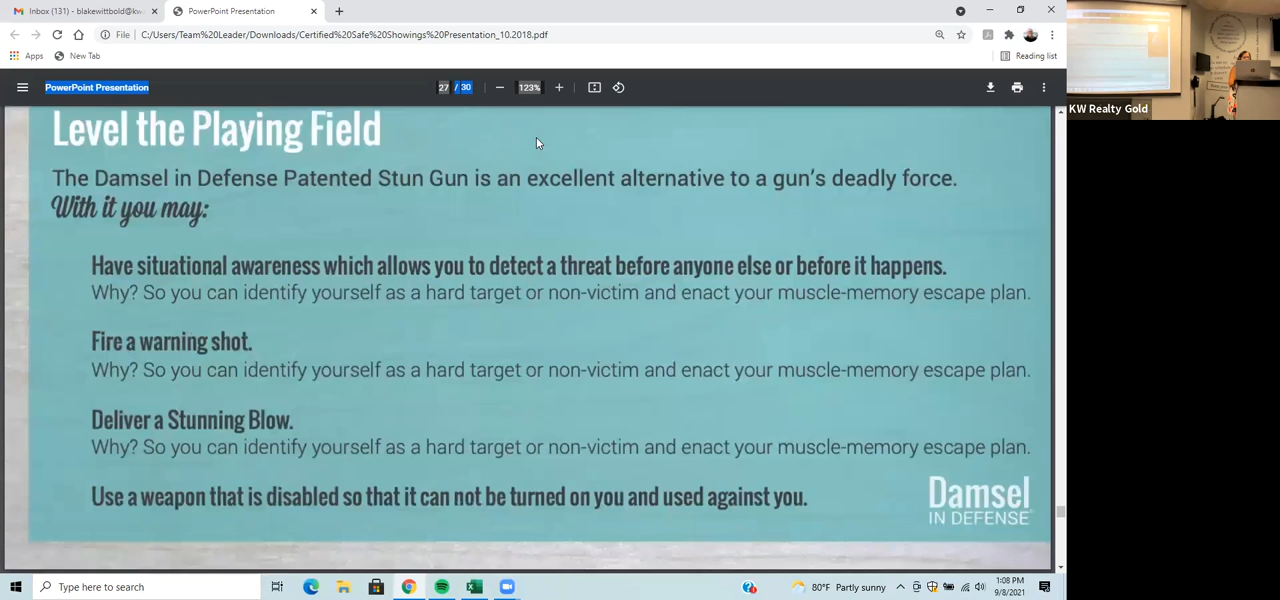 Inbox (131) - blakewittbold@kw
PowerPoint Presentation
File
C:/Users/Team%20Leader/Downloads/Certified%20Safe%20Showings%20Presentation_10.2018.pdf
Apps
New Tab
Reading list
PowerPoint Presentation
27 / 30
123%
KW Realty Gold
Level the Playing Field
The Damsel in Defense Patented Stun Gun is an excellent alternative to a gun's deadly force.
With it you may:
Have situational awareness which allows you to detect a threat before anyone else or before it happens.
Why? So you can identify yourself as a hard target or non-victim and enact your muscle-memory escape plan.
Fire a warning shot.
Why? So you can identify yourself as a hard target or non-victim and enact your muscle-memory escape plan.
Deliver a Stunning Blow.
Why? So you can identify yourself as a hard target or non-victim and enact your muscle-memory escape plan.
Use a weapon that is disabled so that it can not be turned on you and used against you.
Damsel
IN DEFENSE
Type here to search
80°F Partly sunny
1:08 PM
9/8/2021